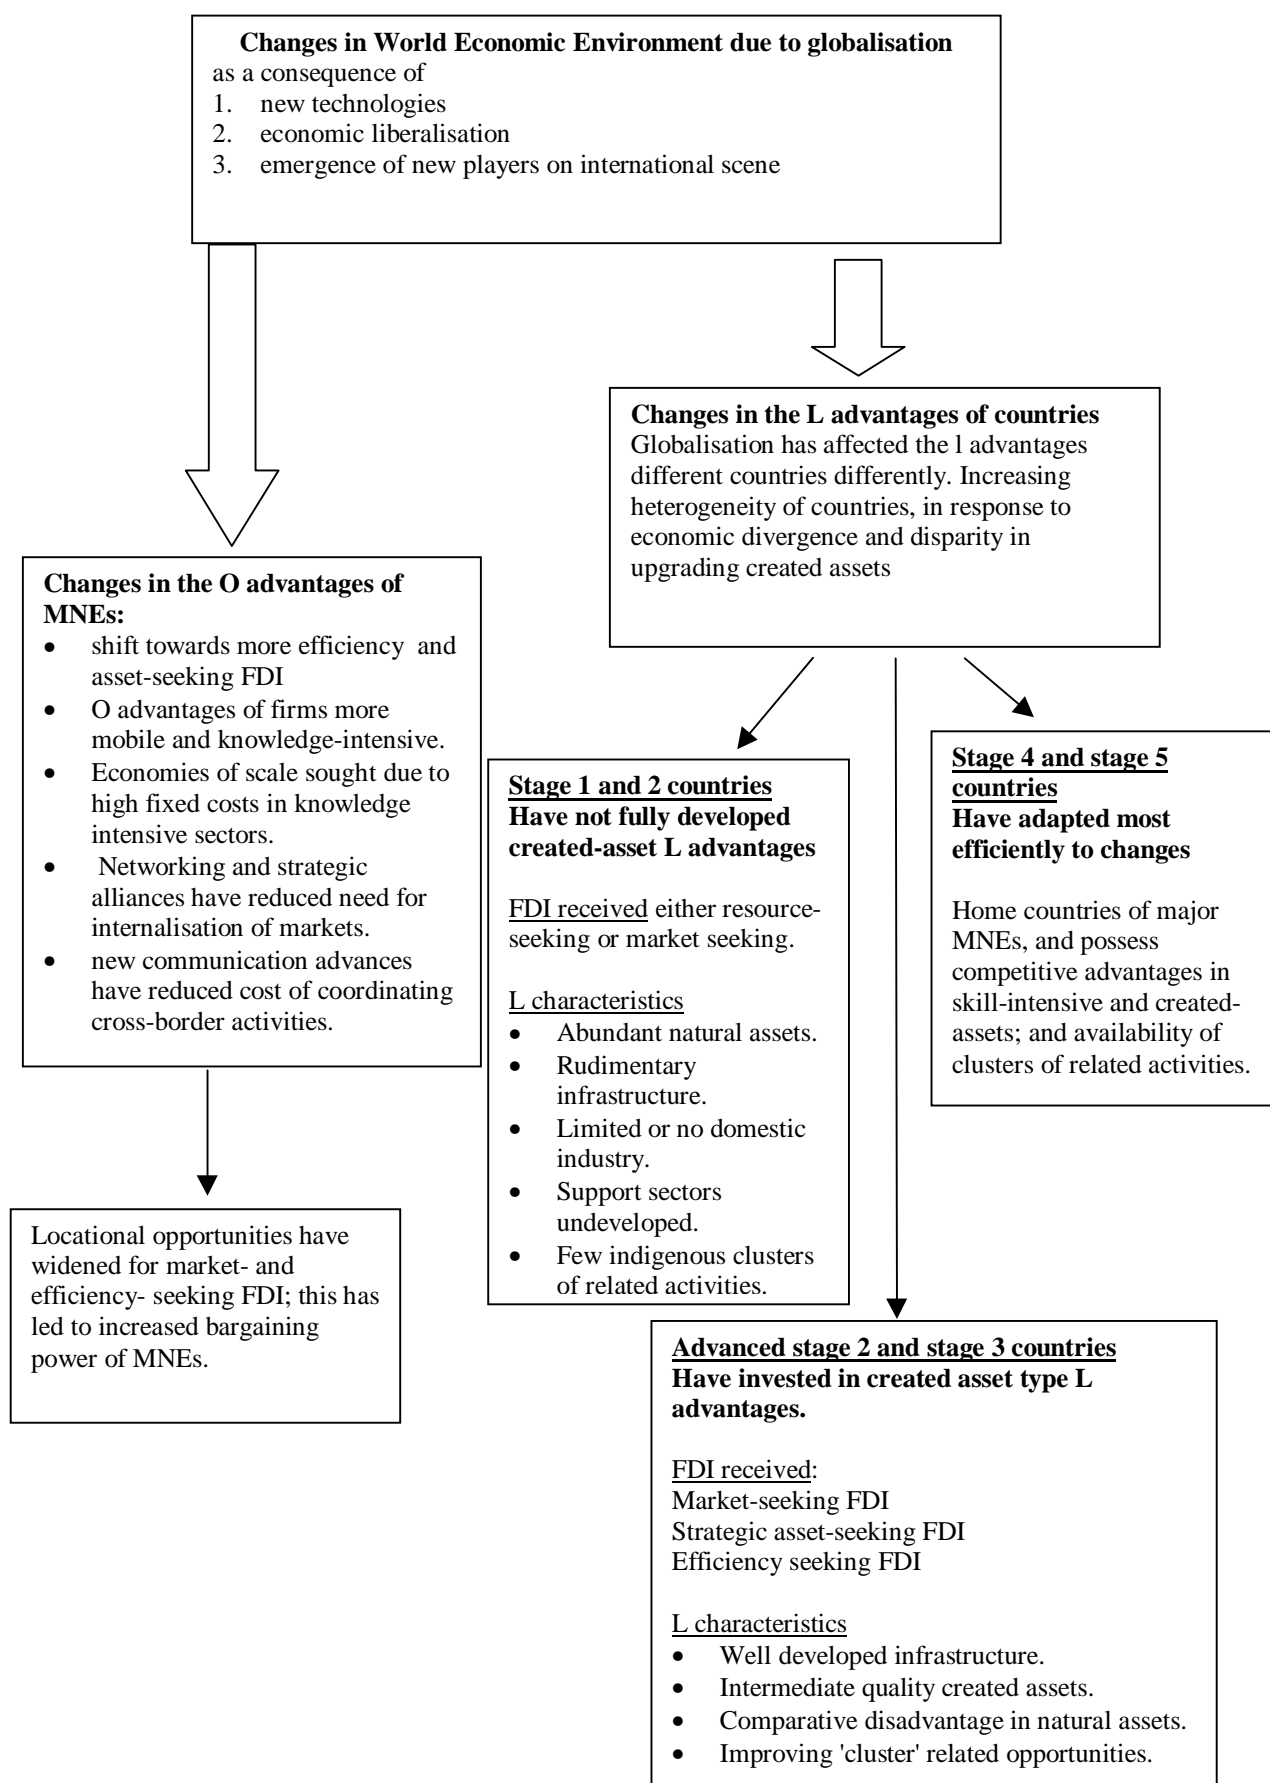 Changes in World Economic Environment due to globalisation
as a consequence of
1. new technologies
2. economic liberalisation
3. emergence of new players on international scene
Changes in the L advantages of countries
Globalisation has affected the l advantages
different countries differently. Increasing
heterogeneity of countries, in response to
economic divergence and disparity in
upgrading created assets
Changes in the O advantages of
MNEs:
• shift towards more efficiency and
asset-seeking FDI
• O advantages of firms more
mobile and knowledge-intensive.
• Economies of scale sought due to
high fixed costs in knowledge
intensive sectors.
• Networking and strategic
alliances have reduced need for
internalisation of markets.
• new communication advances
have reduced cost of coordinating
cross-border activities.
Locational opportunities have
widened for market- and
efficiency- seeking FDI; this has
led to increased bargaining
power of MNEs.
Stage 1 and 2 countries
Have not fully developed
created-asset L advantages
FDI received either resource-
seeking or market seeking.
L characteristics
• Abundant natural assets.
• Rudimentary
infrastructure.
• Limited or no domestic
industry.
• Support sectors
undeveloped.
• Few indigenous clusters
of related activities.
Stage 4 and stage 5
countries
Have adapted most
efficiently to changes
Home countries of major
MNEs, and possess
competitive advantages in
skill-intensive and created-
assets; and availability of
clusters of related activities.
Advanced stage 2 and stage 3 countries
Have invested in created asset type L
advantages.
FDI received:
Market-seeking FDI
Strategic asset-seeking FDI
Efficiency seeking FDI
L characteristics
• Well developed infrastructure.
• Intermediate quality created assets.
• Comparative disadvantage in natural assets.
• Improving 'cluster' related opportunities.